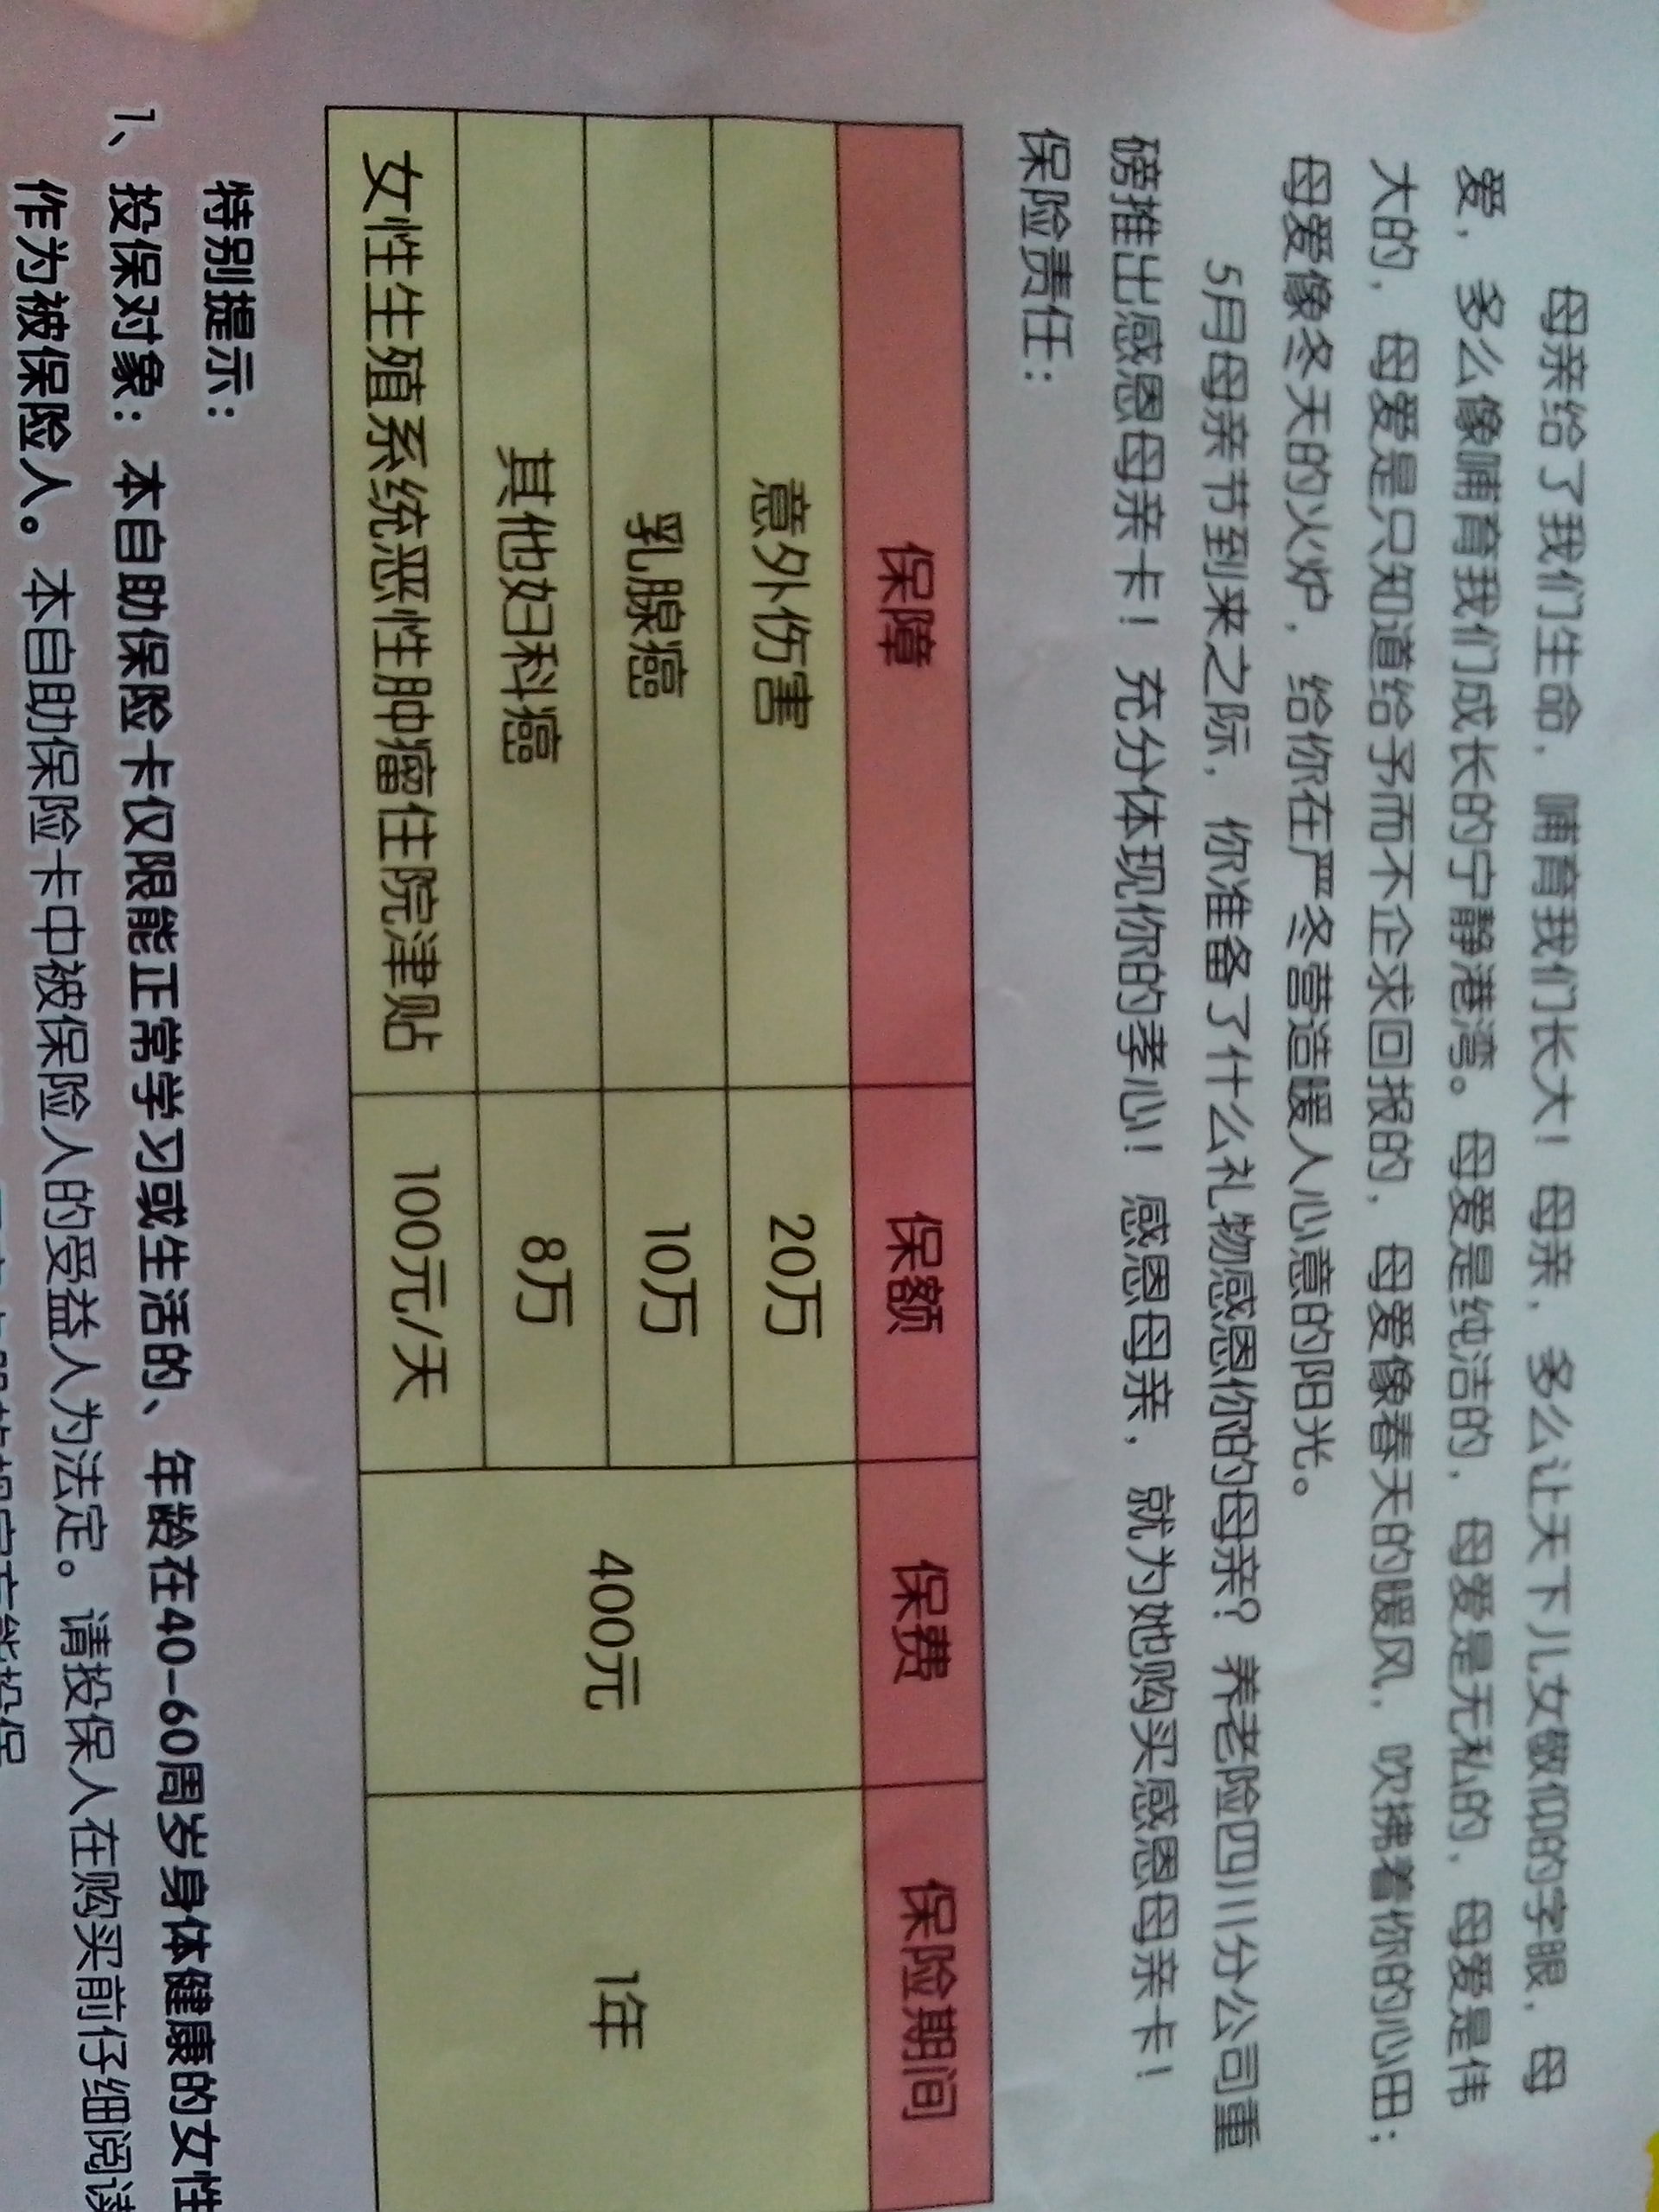 母亲给了我们生命，哺育我们长大！母亲，多么让天下儿女敬仰的字眼，母
爱，多么像哺育我们成长的宁静港湾。母爱是纯洁的，母爱是无私的，母爱是伟
大的，母爱是只知道给予而不企求回报的，母爱像春天的暖风，吹拂着你的心田；
母爱像冬天的火炉，给你在严冬营造暖人心意的阳光。
5月母亲节到来之际，你准备了什么礼物感恩你的母亲？养老险四川分公司重
磅推出感恩母亲卡！充分体现你的孝心！感恩母亲，就为她购买感恩母亲卡！
保险责任：
保障 保额 保费 保险期间
意外伤害 20万
乳腺癌 10万
其他妇科癌 8万
女性生殖系统恶性肿瘤住院津贴 100元/天
400元 1年
特别提示：
1、投保对象：本自助保险卡仅限能正常学习或生活的、年龄在40-60周岁身体健康的女性
作为被保险人。本自助保险卡中被保险人的受益人为法定。请投保人在购买前仔细阅读